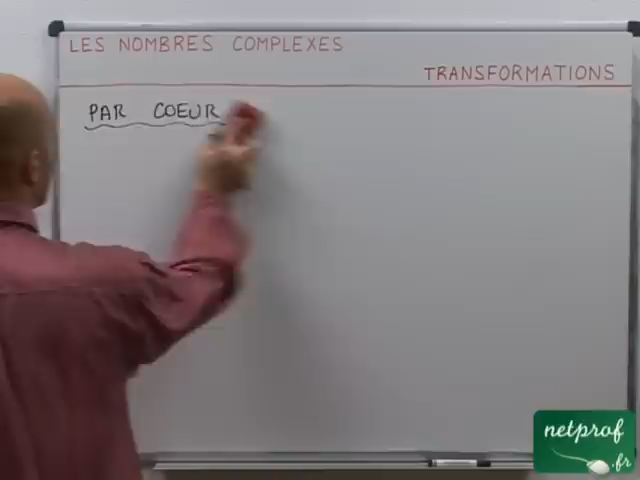 LES NOMBRES COMPLEXES
TRANSFORMATIONS
PAR COEUR
netprof
.fr